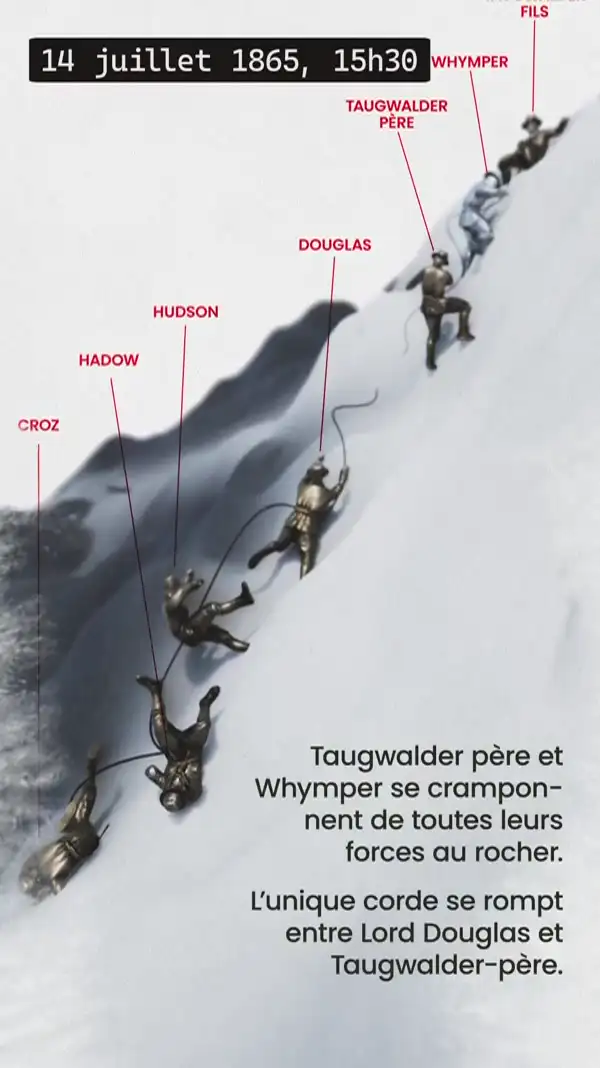 FILS
14 juillet 1865, 15h30
WHYMPER
TAUGWALDER
PÈRE
DOUGLAS
HUDSON
HADOW
CROZ
Taugwalder père et
Whymper se crampon-
nent de toutes leurs
forces au rocher.
L’unique corde se rompt
entre Lord Douglas et
Taugwalder-père.